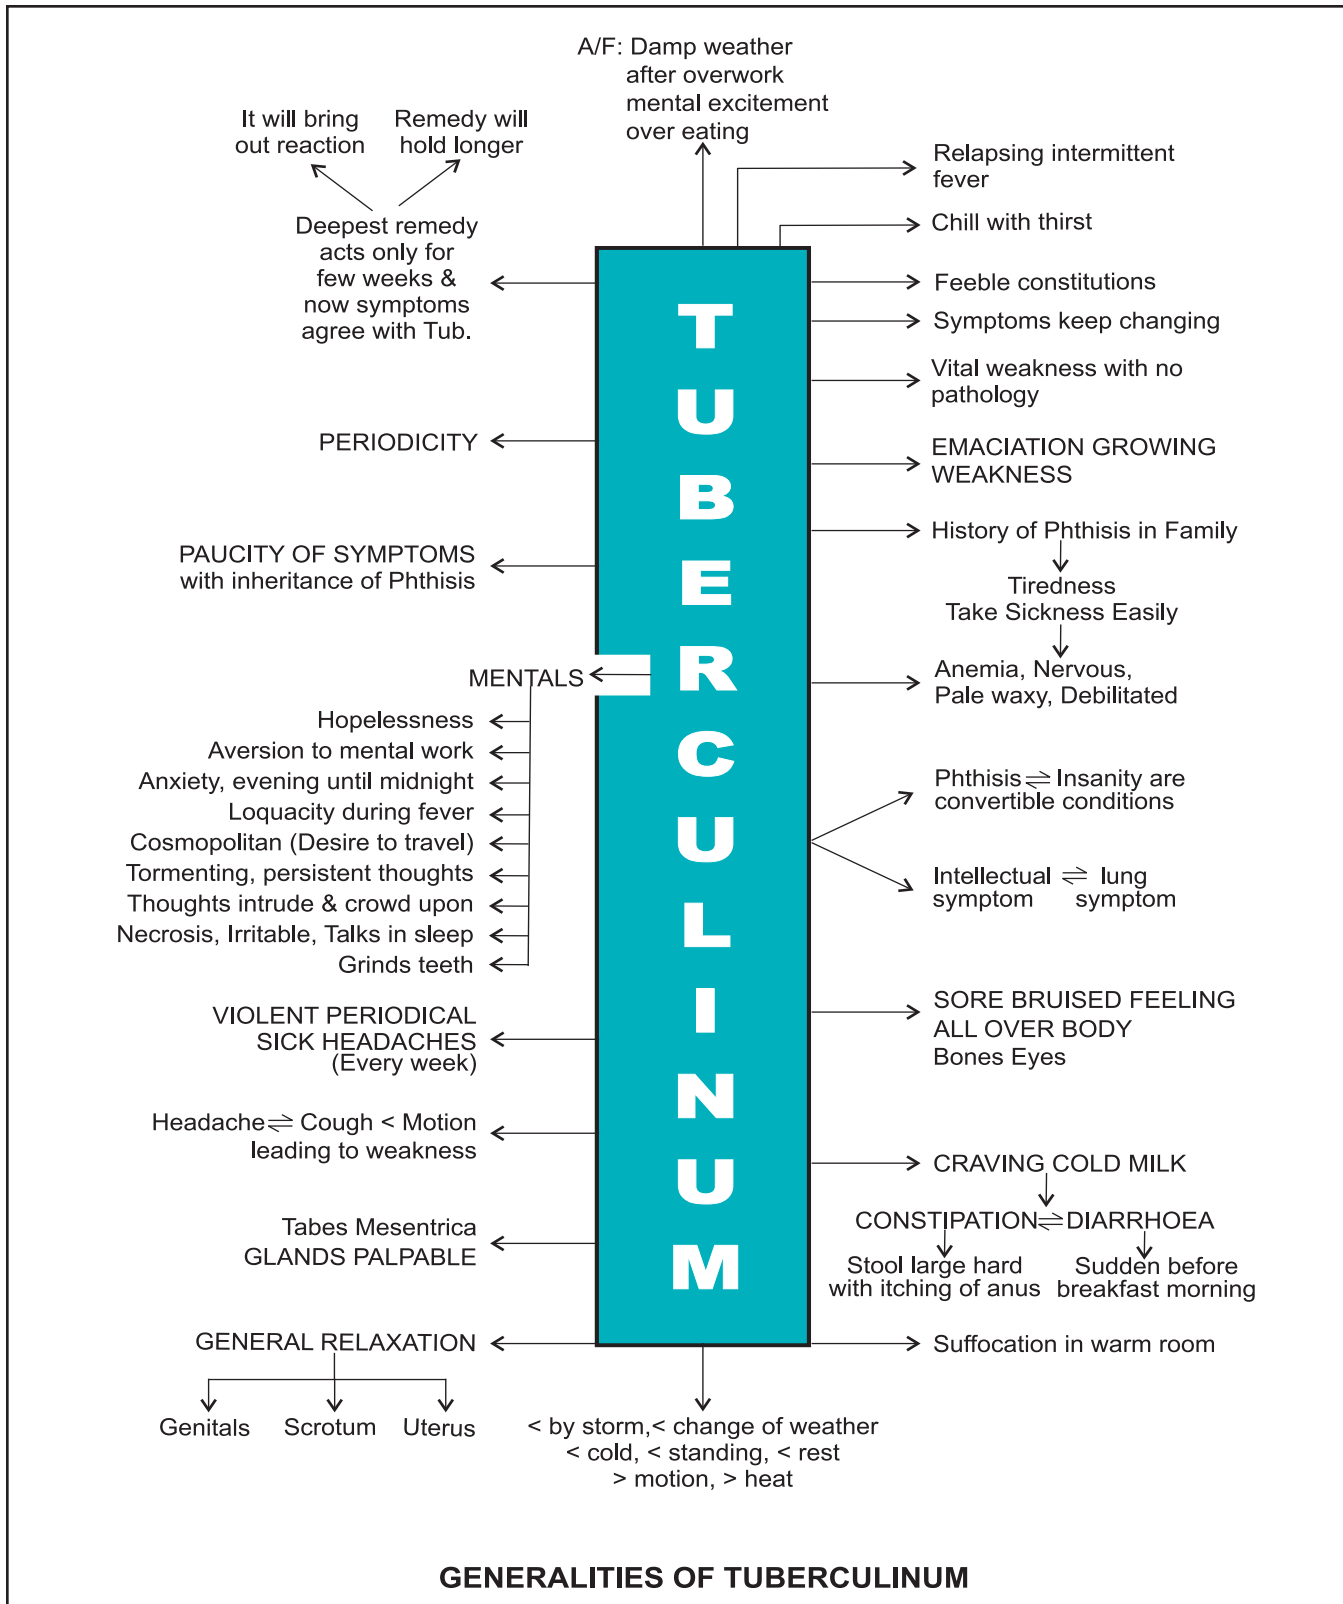 A/F: Damp weather
after overwork
mental excitement
over eating
It will bring
out reaction
Remedy will
hold longer
Deepest remedy
acts only for
few weeks &
now symptoms
agree with Tub.
PERIODICITY
PAUCITY OF SYMPTOMS
with inheritance of Phthisis
MENTALS
Hopelessness
Aversion to mental work
Anxiety, evening until midnight
Loquacity during fever
Cosmopolitan (Desire to travel)
Tormenting, persistent thoughts
Thoughts intrude & crowd upon
Necrosis, Irritable, Talks in sleep
Grinds teeth
VIOLENT PERIODICAL
SICK HEADACHES
(Every week)
Headache ⇌ Cough < Motion
leading to weakness
Tabes Mesentrica
GLANDS PALPABLE
GENERAL RELAXATION
Genitals
Scrotum
Uterus
TUBERCULINUM
Relapsing intermittent
fever
Chill with thirst
Feeble constitutions
Symptoms keep changing
Vital weakness with no
pathology
EMACIATION GROWING
WEAKNESS
History of Phthisis in Family
Tiredness
Take Sickness Easily
Anemia, Nervous,
Pale waxy, Debilitated
Phthisis ⇌ Insanity are
convertible conditions
Intellectual ⇌ lung
symptom symptom
SORE BRUISED FEELING
ALL OVER BODY
Bones Eyes
CRAVING COLD MILK
CONSTIPATION ⇌ DIARRHOEA
Stool large hard
with itching of anus
Sudden before
breakfast morning
Suffocation in warm room
< by storm,< change of weather
< cold, < standing, < rest
> motion, > heat
GENERALITIES OF TUBERCULINUM